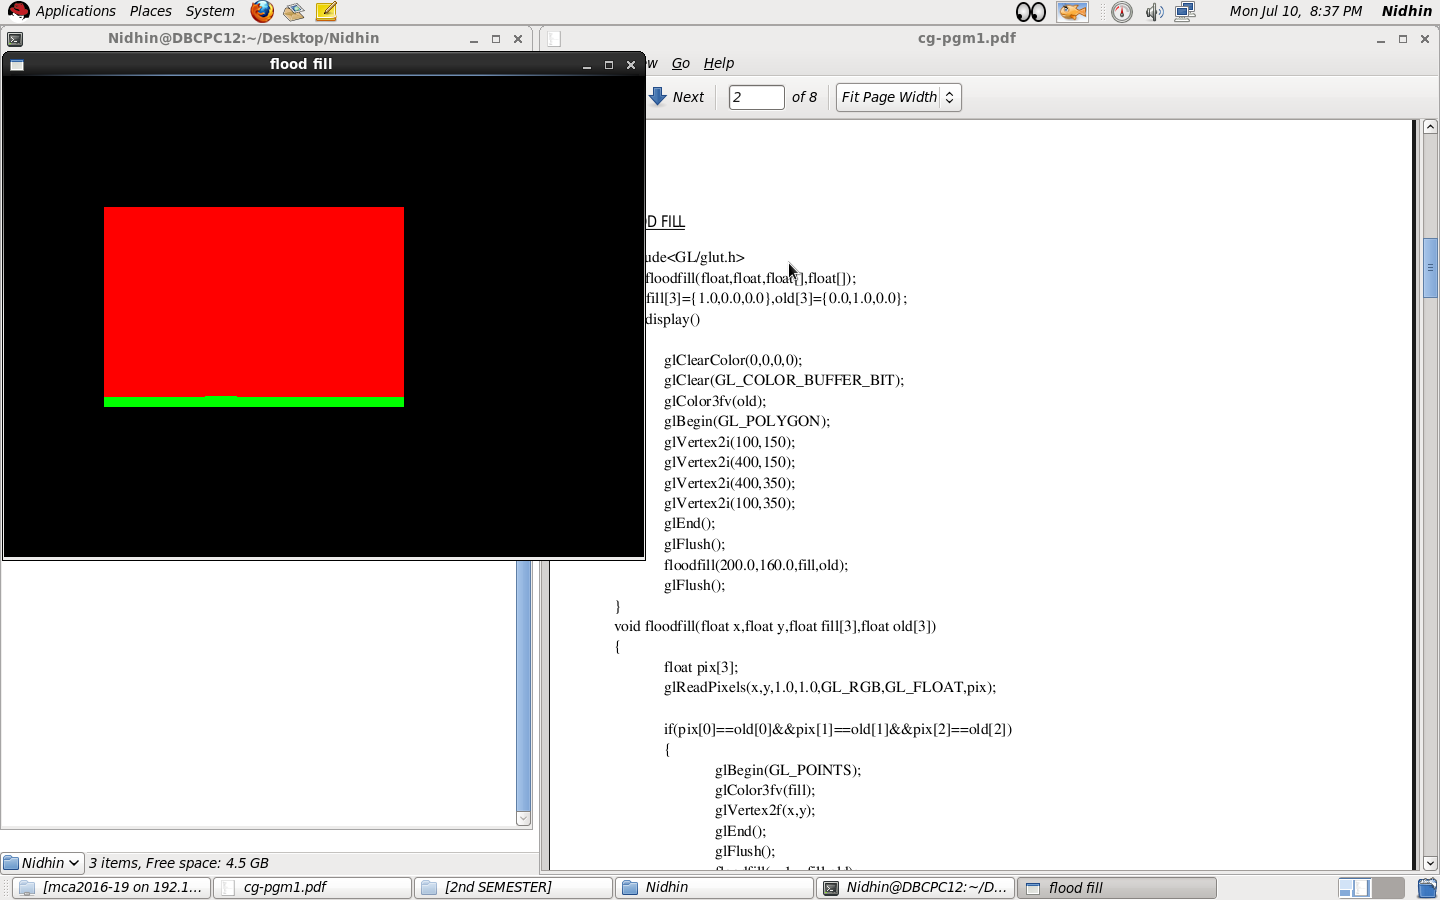 Applications Places System Mon Jul 10, 8:37 PM Nidhin
Nidhin@DBCPC12:~/Desktop/Nidhin
cg-pgm1.pdf
flood fill
w Go Help
Next 2 of 8 Fit Page Width
D FILL
ude<GL/glut.h>
floodfill(float,float,float[],float[]);
fill[3]={1.0,0.0,0.0},old[3]={0.0,1.0,0.0};
display()
glClearColor(0,0,0,0);
glClear(GL_COLOR_BUFFER_BIT);
glColor3fv(old);
glBegin(GL_POLYGON);
glVertex2i(100,150);
glVertex2i(400,150);
glVertex2i(400,350);
glVertex2i(100,350);
glEnd();
glFlush();
floodfill(200.0,160.0,fill,old);
glFlush();
}
void floodfill(float x,float y,float fill[3],float old[3])
{
float pix[3];
glReadPixels(x,y,1.0,1.0,GL_RGB,GL_FLOAT,pix);
if(pix[0]==old[0]&&pix[1]==old[1]&&pix[2]==old[2])
{
glBegin(GL_POINTS);
glColor3fv(fill);
glVertex2f(x,y);
glEnd();
glFlush();
Nidhin 3 items, Free space: 4.5 GB
[mca2016-19 on 192.1... cg-pgm1.pdf [2nd SEMESTER] Nidhin Nidhin@DBCPC12:~/D... flood fill